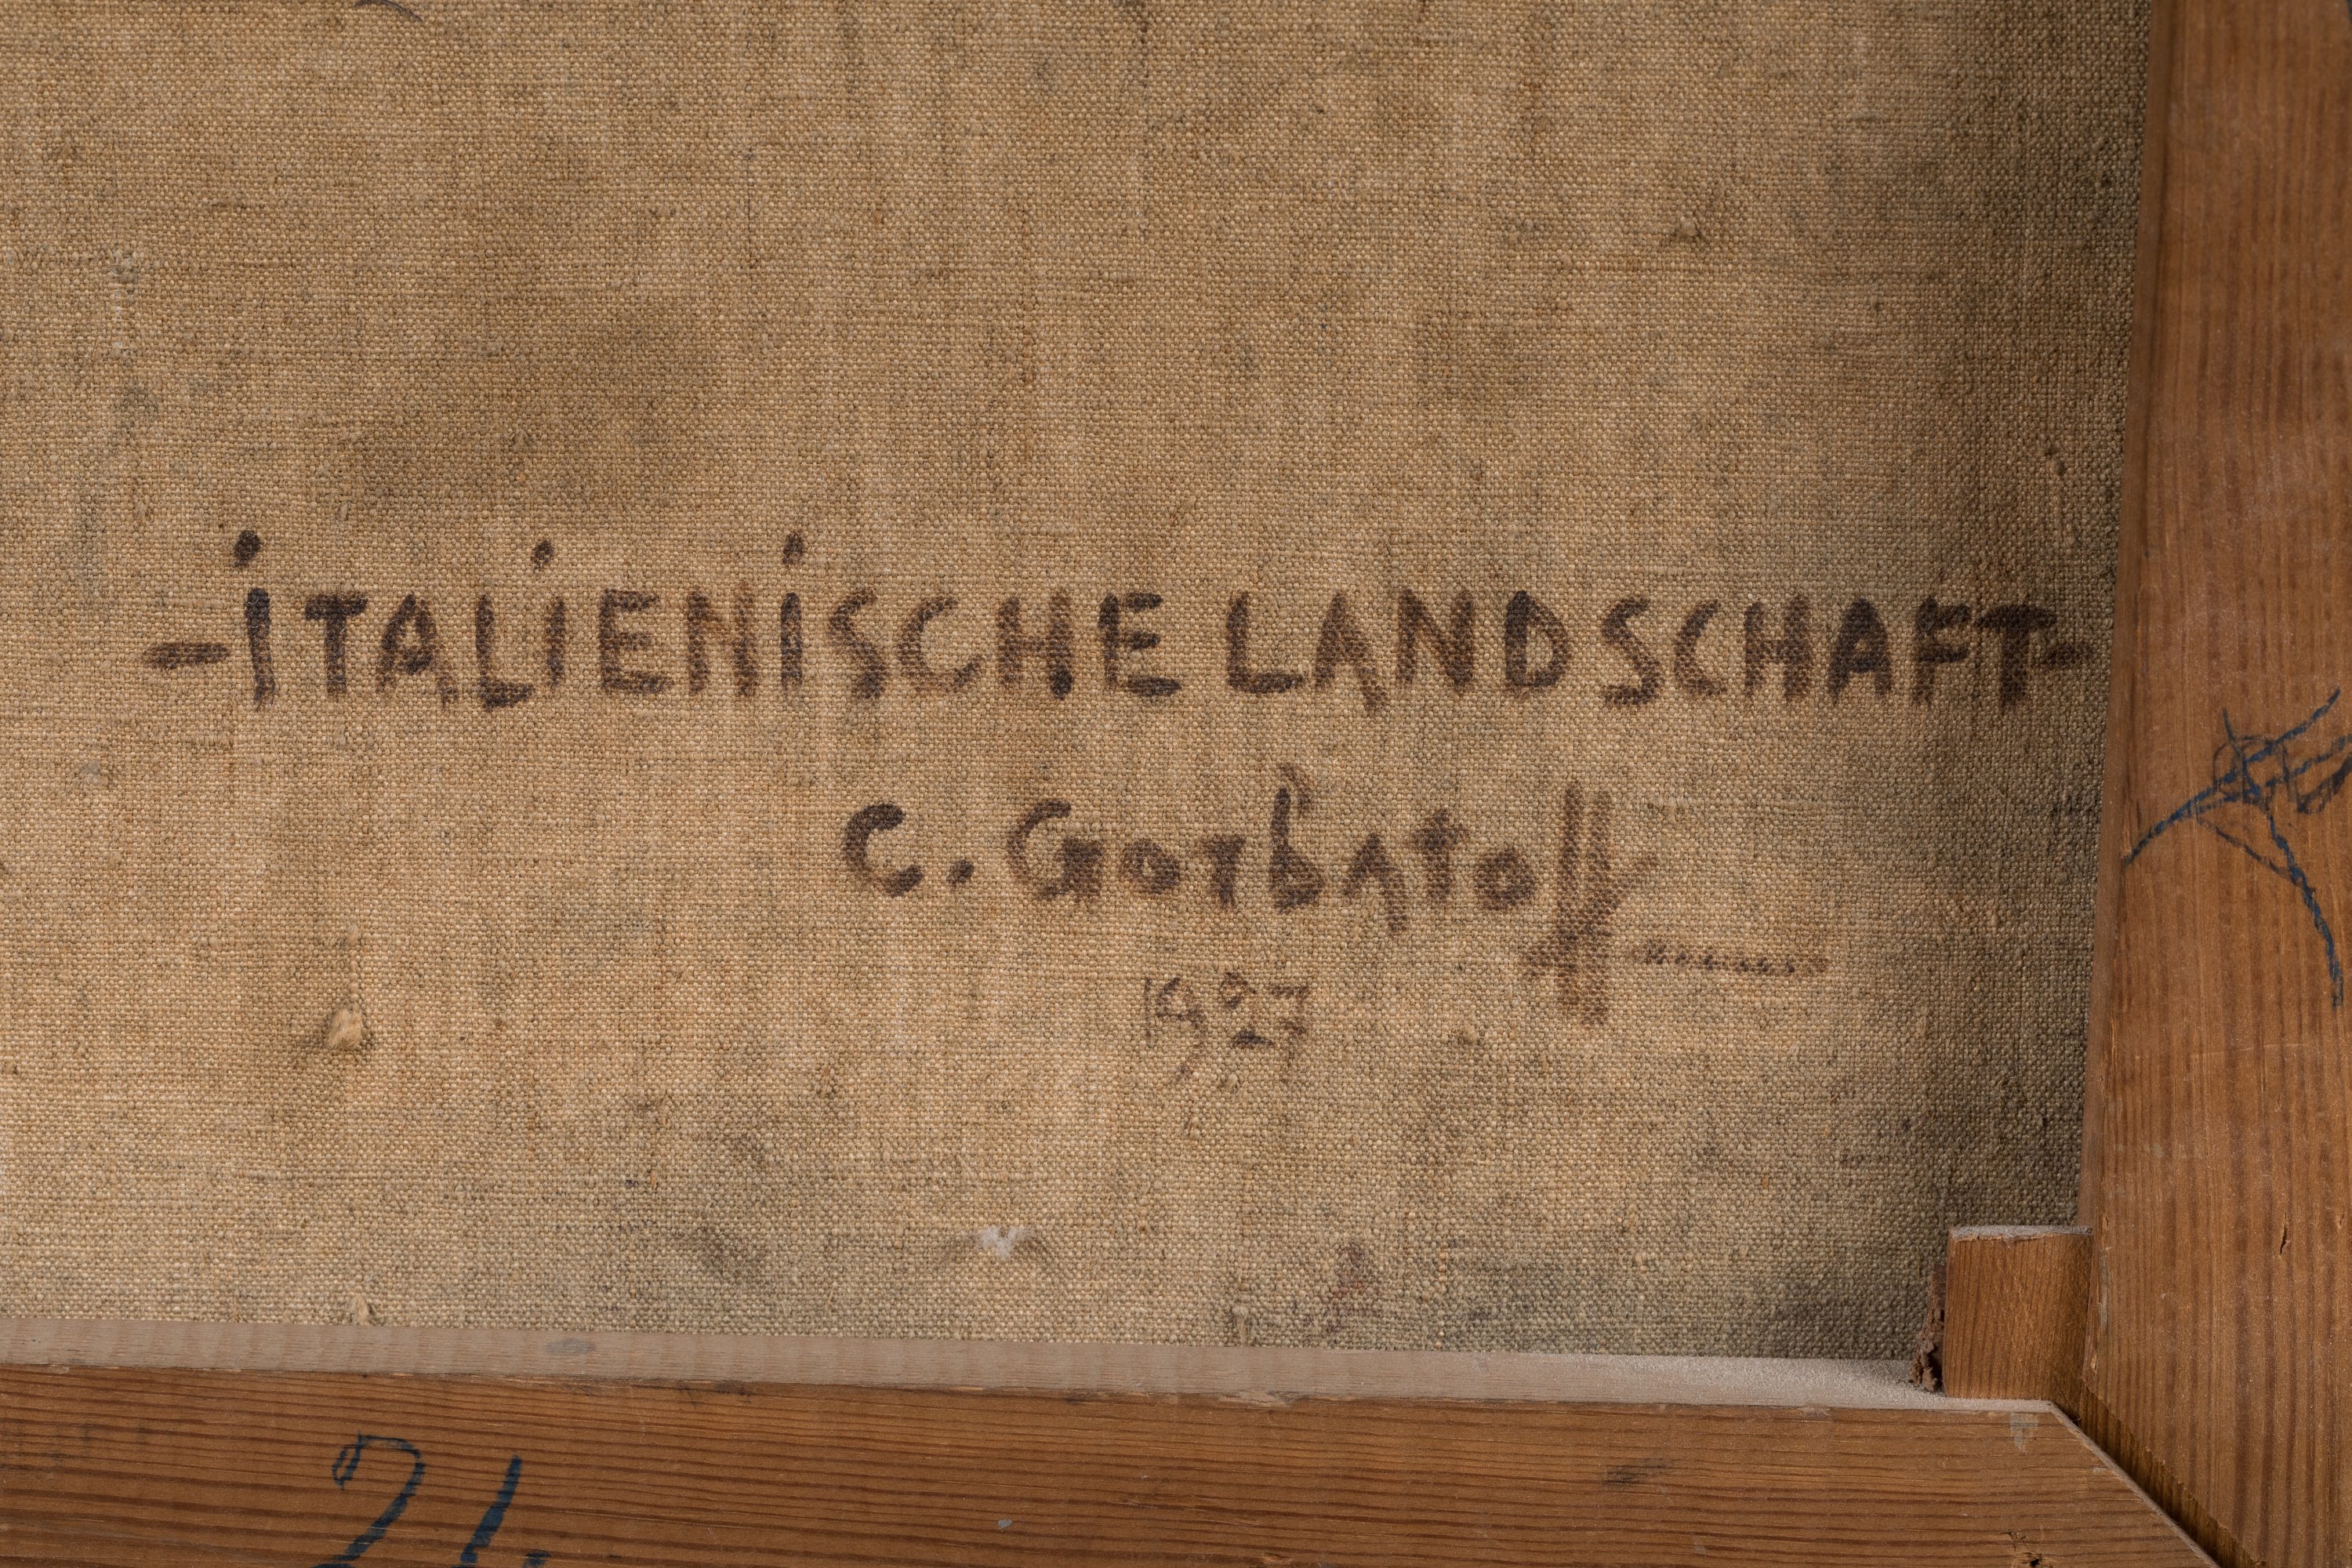 - iTALiENiSCHE LANDSCHAFT -
C. Gorbatoff
1927